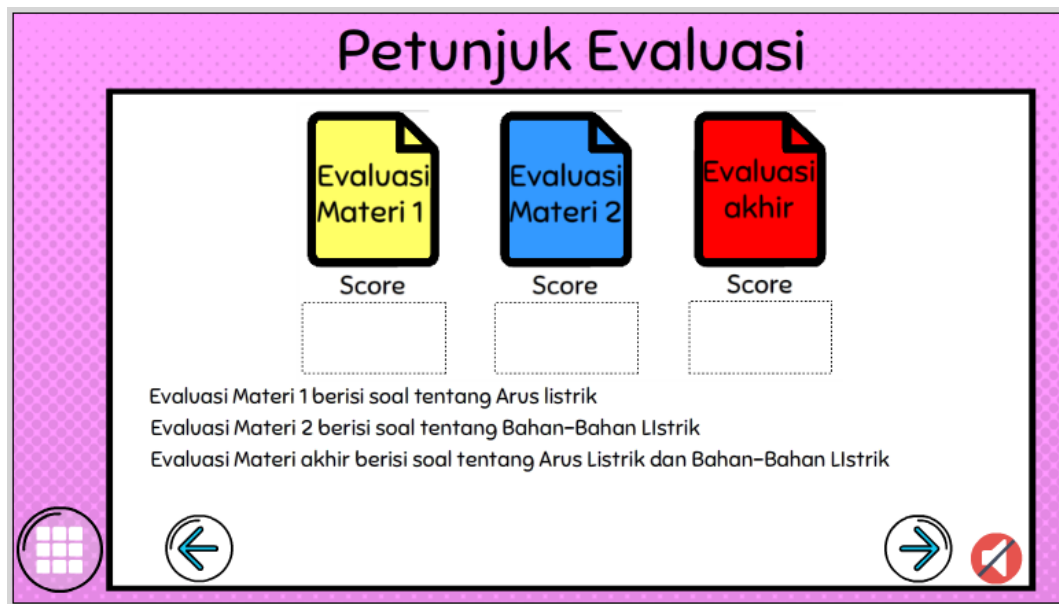 Petunjuk Evaluasi
Evaluasi
Materi 1
Evaluasi
Materi 2
Evaluasi
akhir
Score
Score
Score
Evaluasi Materi 1 berisi soal tentang Arus listrik
Evaluasi Materi 2 berisi soal tentang Bahan-Bahan LIstrik
Evaluasi Materi akhir berisi soal tentang Arus Listrik dan Bahan-Bahan LIstrik